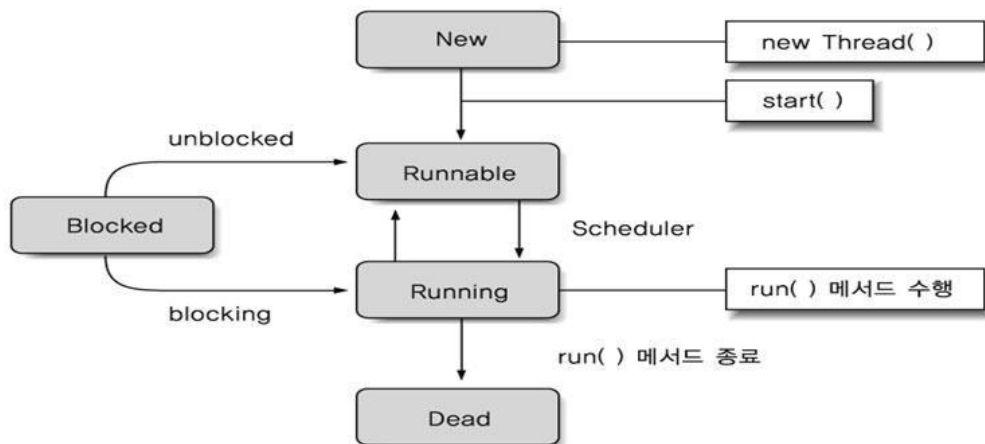 New
new Thread( )
start( )
unblocked
Runnable
Blocked
Scheduler
Running
run( ) 메서드 수행
blocking
run( ) 메서드 종료
Dead